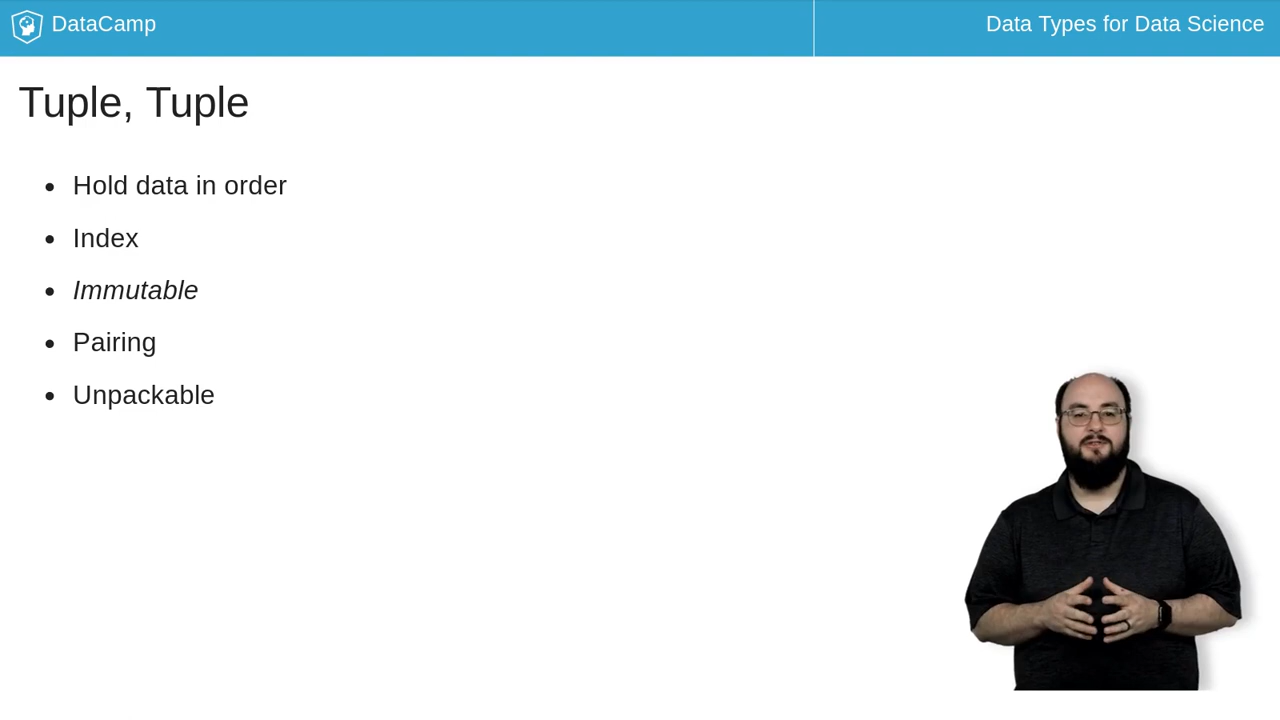 DataCamp
Data Types for Data Science
Tuple, Tuple
• Hold data in order
• Index
• Immutable
• Pairing
• Unpackable